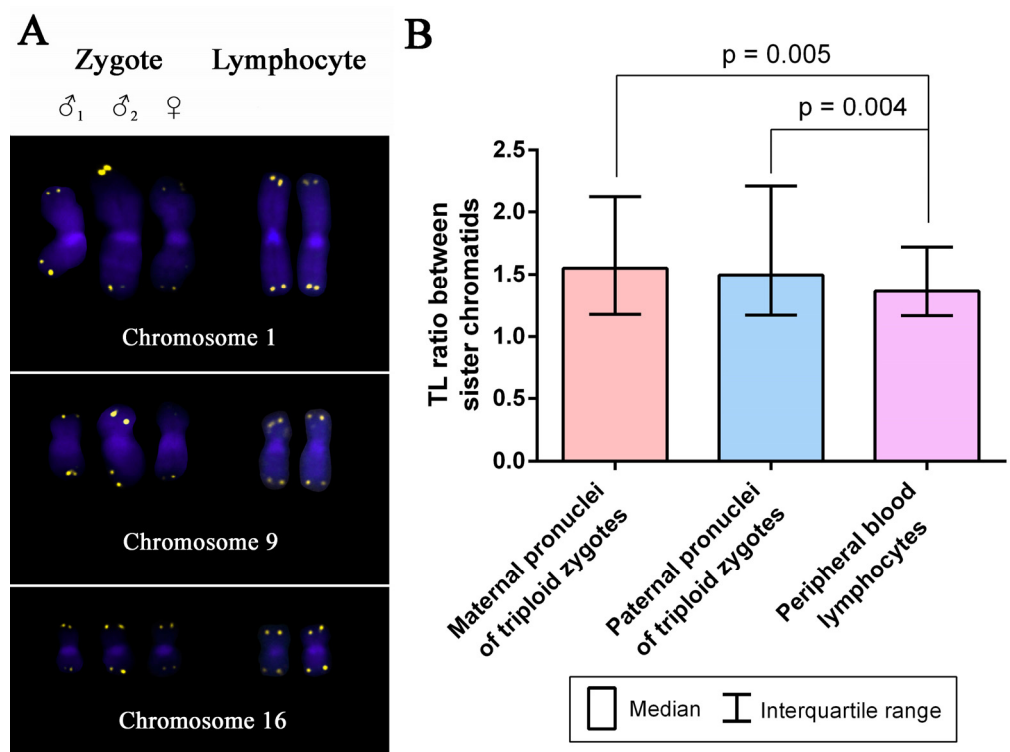 A
Zygote
Lymphocyte
♂1 ♂2 ♀
Chromosome 1
Chromosome 9
Chromosome 16
B
p = 0.005
p = 0.004
TL ratio between
sister chromatids
2.5
2.0
1.5
1.0
0.5
0.0
Maternal pronuclei
of triploid zygotes
Paternal pronuclei
of triploid zygotes
Peripheral blood
lymphocytes
Median
Interquartile range